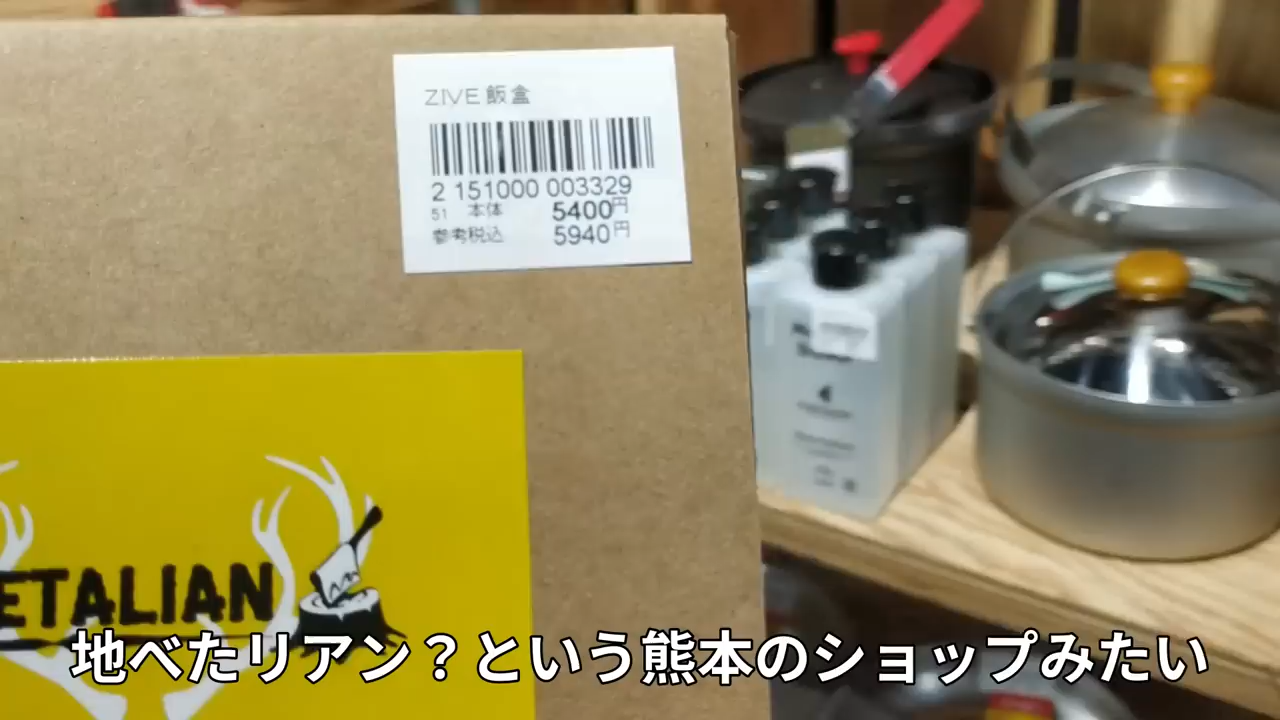 ZIVE 飯盒
2 151000 003329
51 本体 5400円
参考税込 5940円
ETALIAN
地べたリアン？という熊本のショップみたい